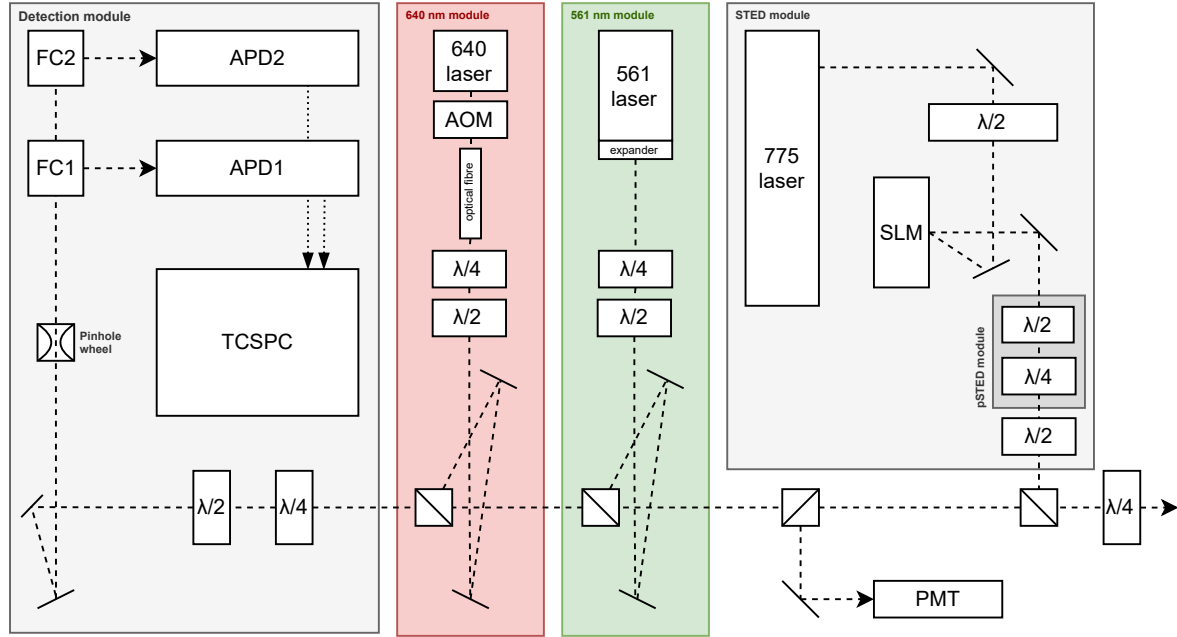 Detection module
FC2
APD2
FC1
APD1
TCSPC
Pinhole
wheel
λ/2
λ/4
640 nm module
640
laser
AOM
optical fibre
λ/4
λ/2
561 nm module
561
laser
expander
λ/4
λ/2
STED module
775
laser
λ/2
SLM
pSTED module
λ/2
λ/4
λ/2
λ/4
PMT